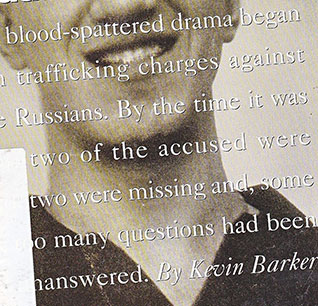 blood-spattered drama began
trafficking charges against
Russians. By the time it was
two of the accused were
two were missing and, some
many questions had been
nanswered. By Kevin Barker